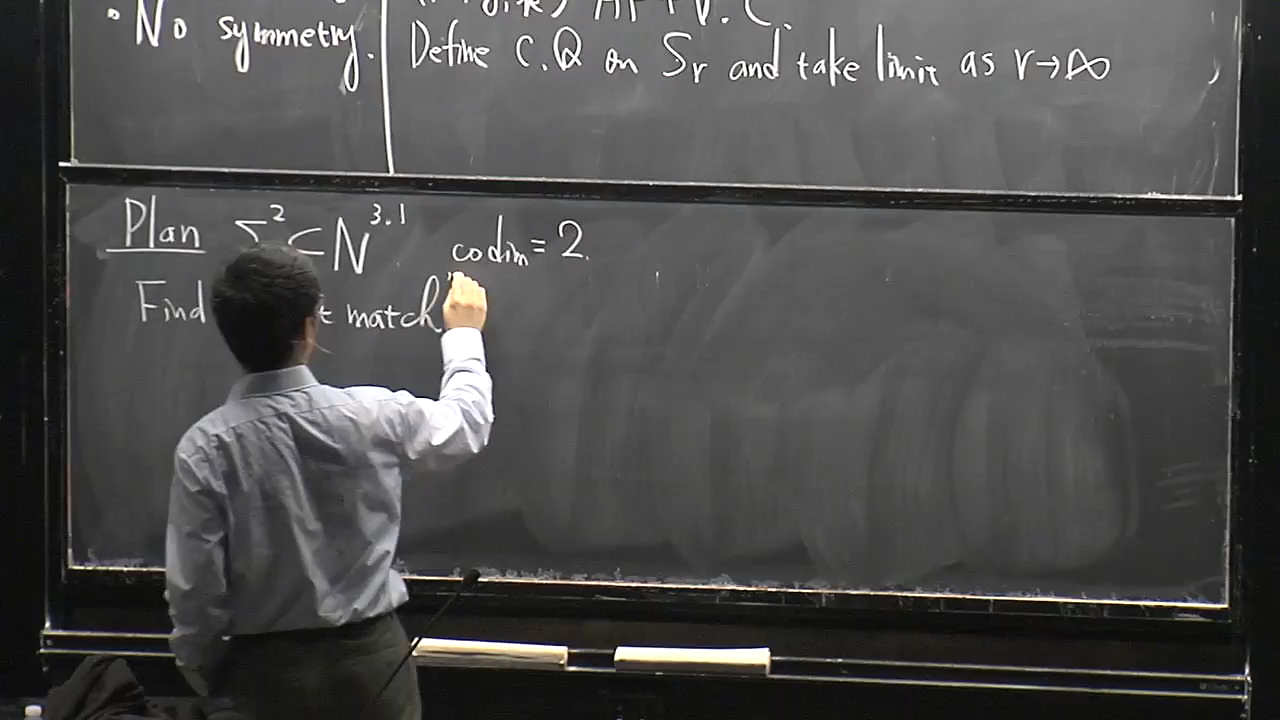 • No symmetry.
Define C.Q on Sr and take limit as r→∞
Plan Σ² ⊂ N³·¹ codim = 2.
Find match